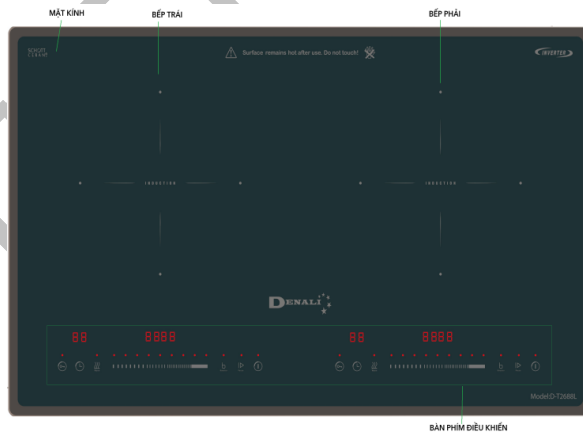 MẶT KÍNH
BẾP TRÁI
BẾP PHẢI
SCHOTT
CERAN
Surface remains hot after use. Do not touch!
INVERTER
INDUCTION
INDUCTION
DENALI
88
8888
88
8888
Model:D-T268BL
BÀN PHÍM ĐIỀU KHIỂN